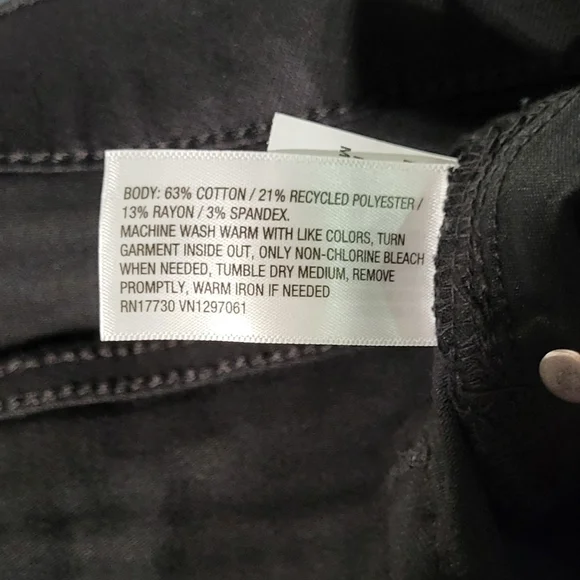 BODY: 63% COTTON / 21% RECYCLED POLYESTER /
13% RAYON / 3% SPANDEX.
MACHINE WASH WARM WITH LIKE COLORS, TURN
GARMENT INSIDE OUT, ONLY NON-CHLORINE BLEACH
WHEN NEEDED, TUMBLE DRY MEDIUM, REMOVE
PROMPTLY, WARM IRON IF NEEDED
RN17730 VN1297061